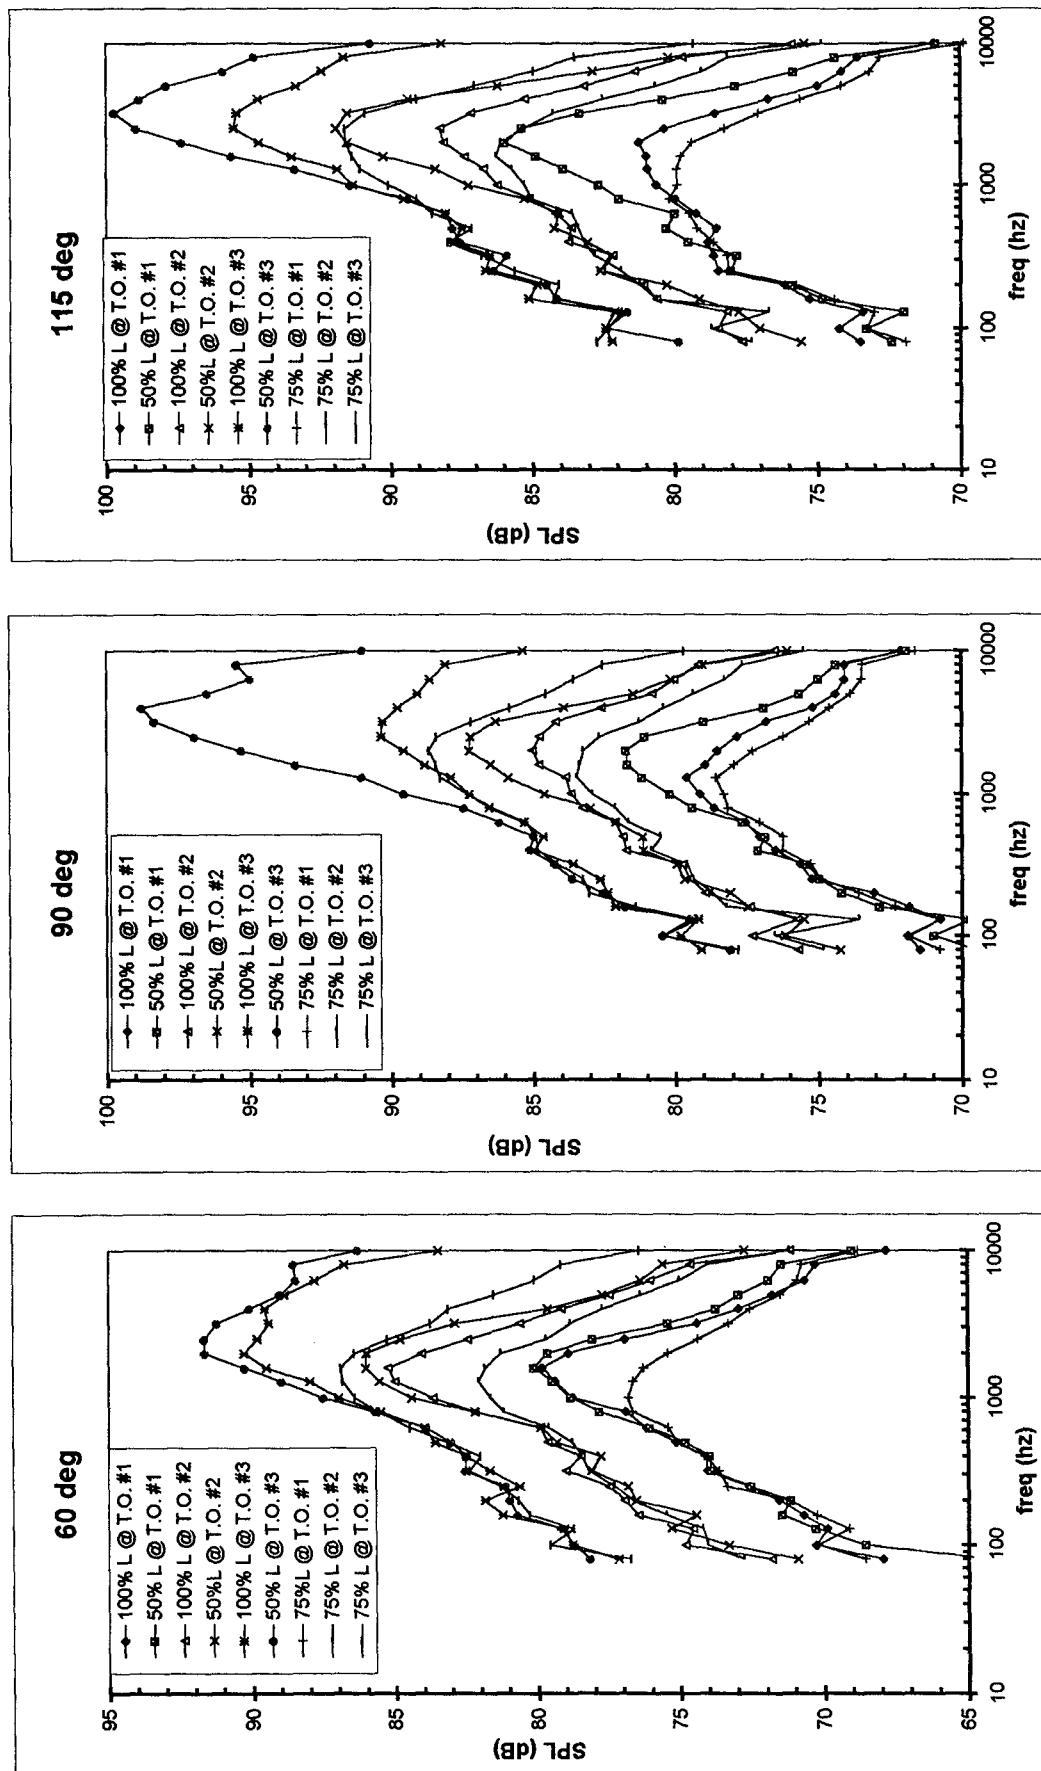 60 deg
SPL (dB)
95
90
85
80
75
70
65
10
100
1000
10000
freq (hz)
100% L @ T.O. #1
50% L @ T.O. #1
100% L @ T.O. #2
50%L @ T.O. #2
100% L @ T.O. #3
50% L @ T.O. #3
75% L @ T.O. #1
75% L @ T.O. #2
75% L @ T.O. #3
90 deg
SPL (dB)
100
95
90
85
80
75
70
10
100
1000
10000
freq (hz)
100% L @ T.O. #1
50% L @ T.O. #1
100% L @ T.O. #2
50%L @ T.O. #2
100% L @ T.O. #3
50% L @ T.O. #3
75% L @ T.O. #1
75% L @ T.O. #2
75% L @ T.O. #3
115 deg
SPL (dB)
100
95
90
85
80
75
70
10
100
1000
10000
freq (hz)
100% L @ T.O. #1
50% L @ T.O. #1
100% L @ T.O. #2
50%L @ T.O. #2
100% L @ T.O. #3
50% L @ T.O. #3
75% L @ T.O. #1
75% L @ T.O. #2
75% L @ T.O. #3